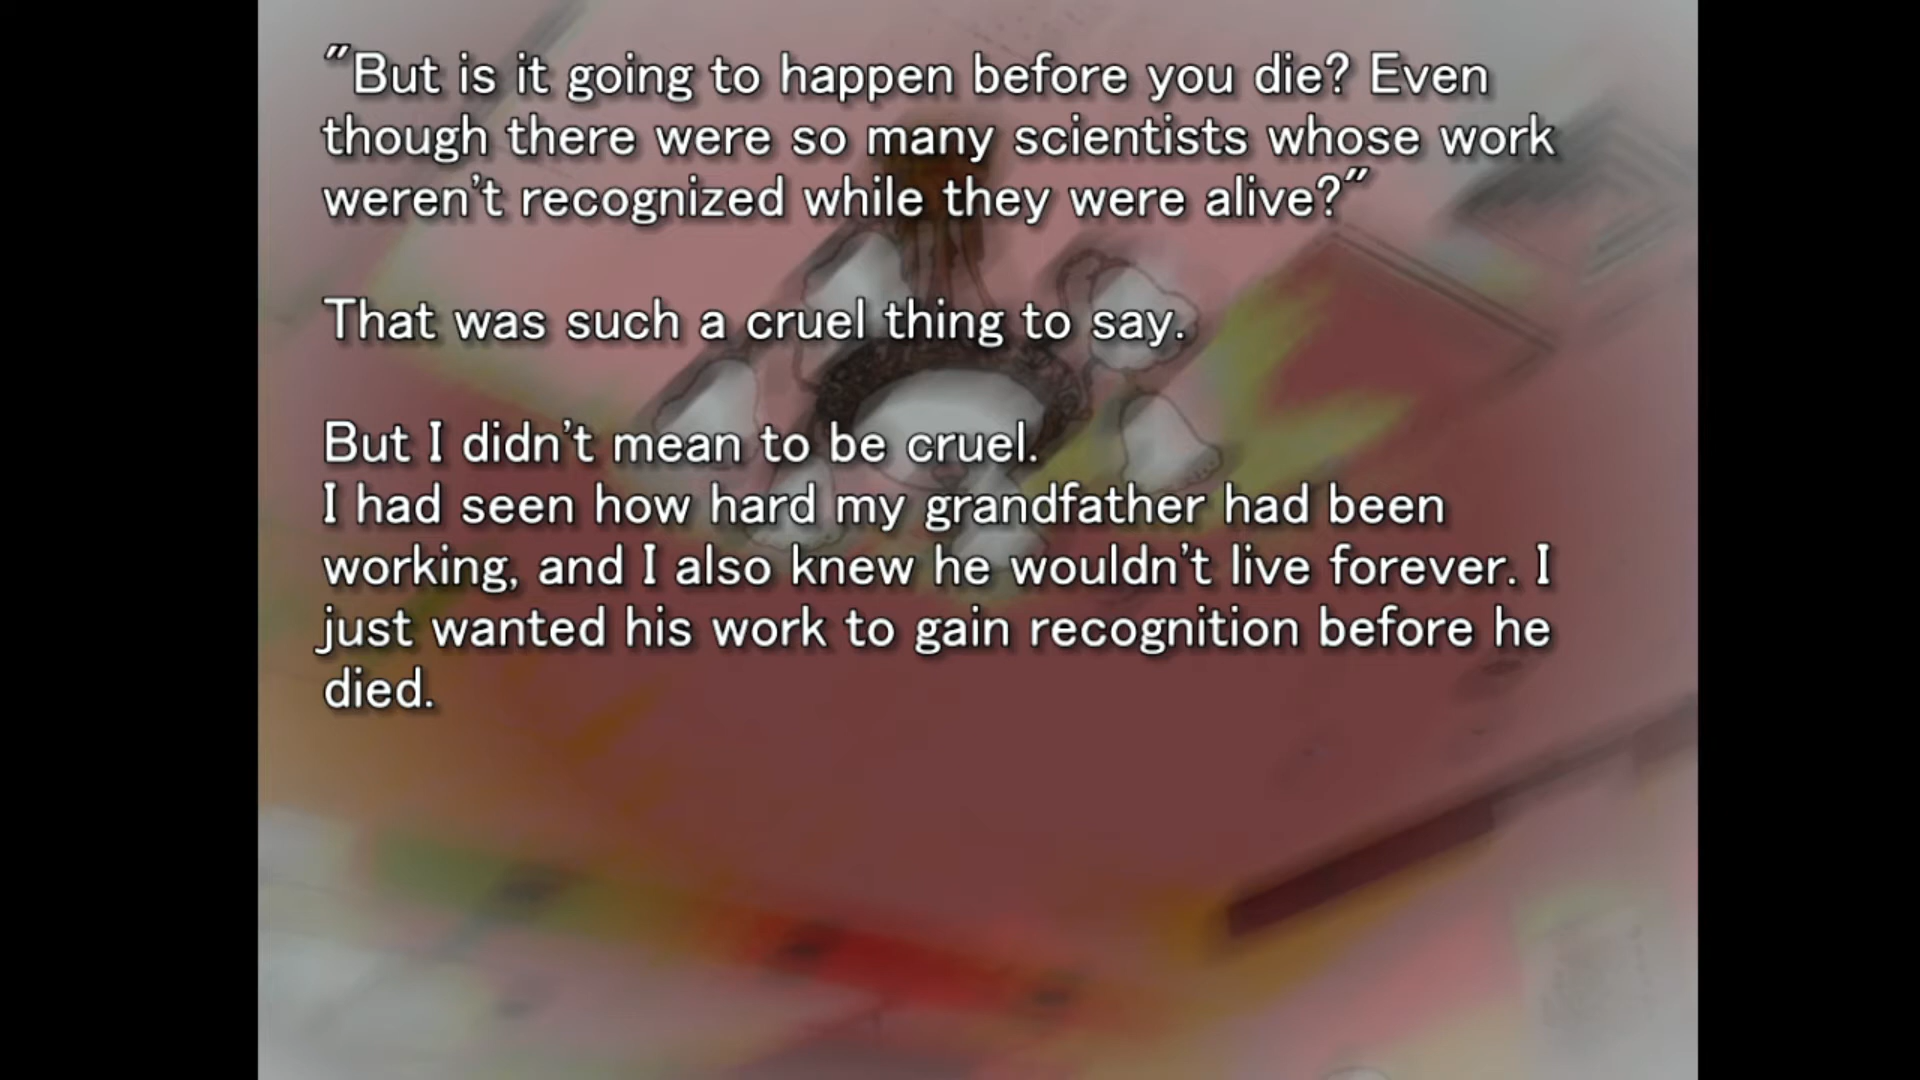 "But is it going to happen before you die? Even
though there were so many scientists whose work
weren't recognized while they were alive?"
That was such a cruel thing to say.
But I didn't mean to be cruel.
I had seen how hard my grandfather had been
working, and I also knew he wouldn't live forever. I
just wanted his work to gain recognition before he
died.